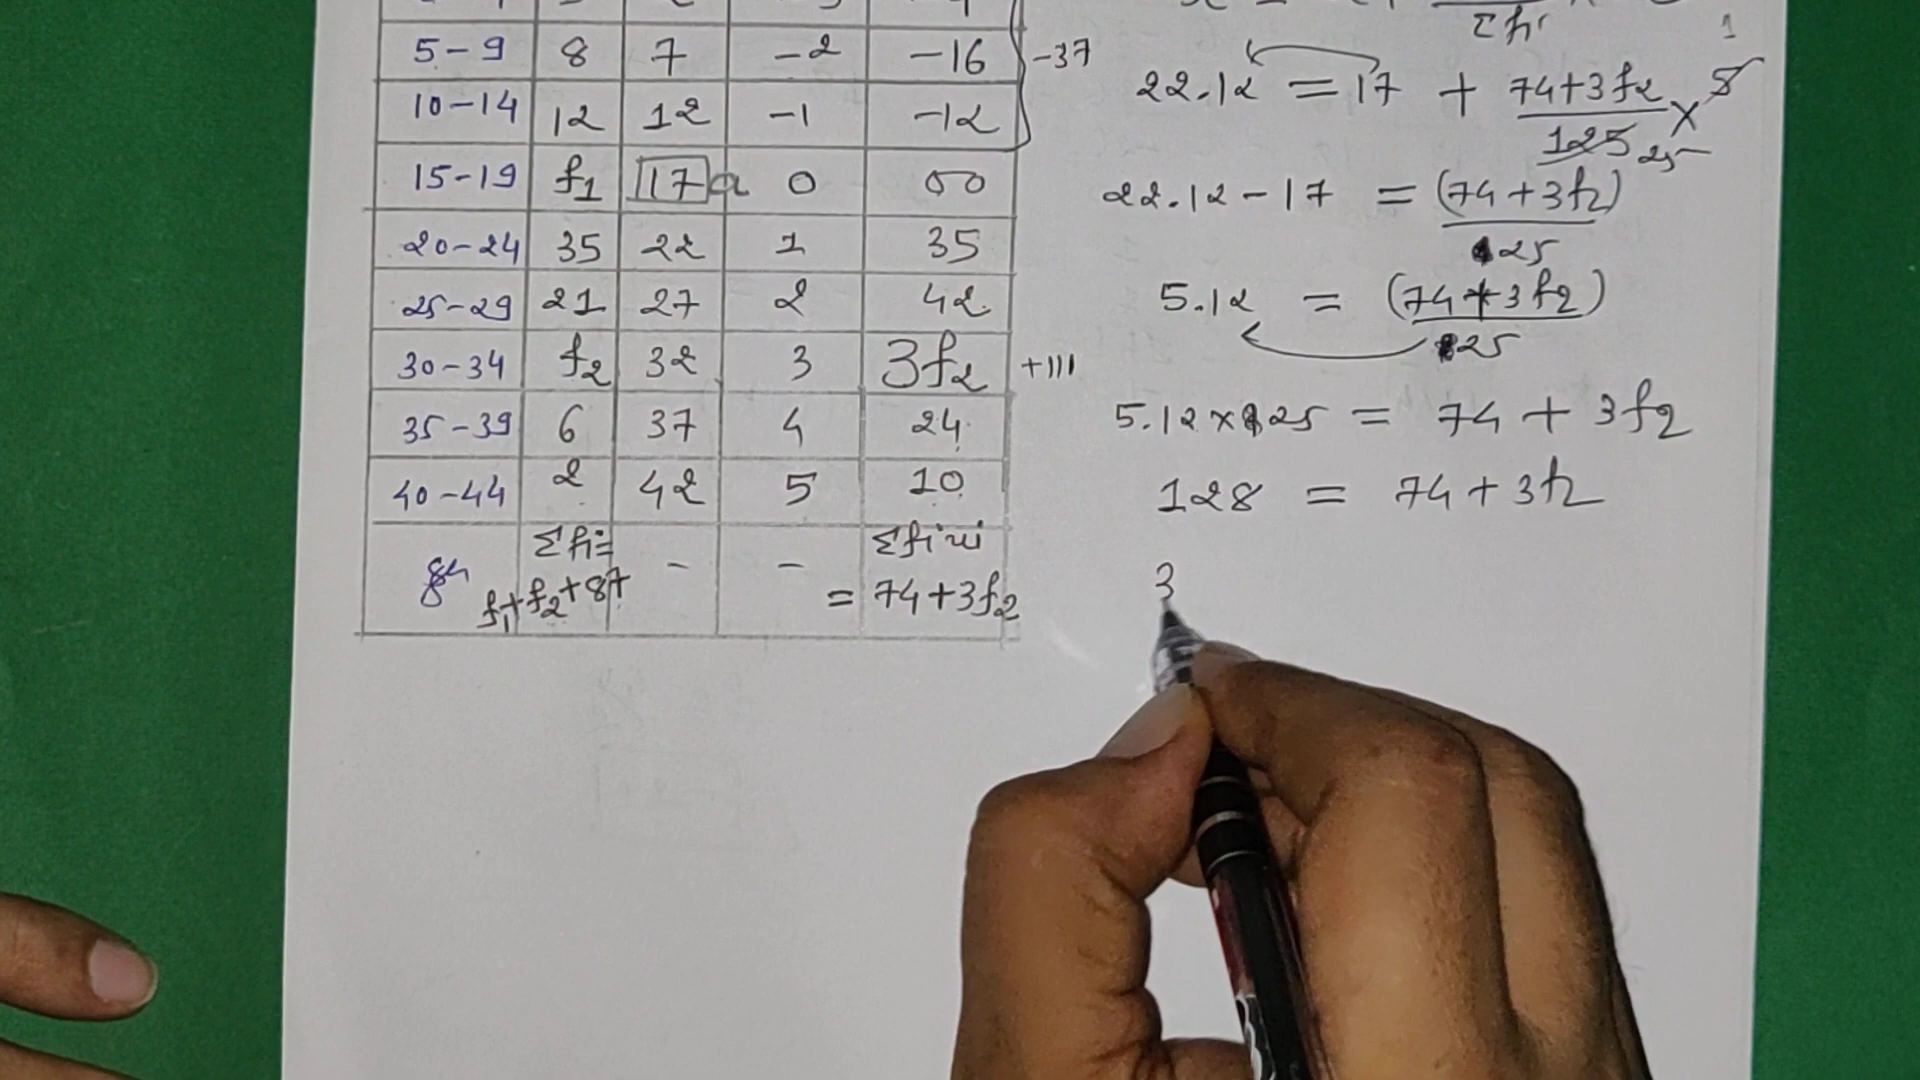 5-9 8 7 -2 -16 -37
10-14 12 12 -1 -12
15-19 f1 17 a 0 00
20-24 35 22 1 35
25-29 21 27 2 42
30-34 f2 32 3 3f2 +111
35-39 6 37 4 24
40-44 2 42 5 10
Σfi= - - Σfiui
f1+f2+87 = 74+3f2
Σfi
22.12 = 17 + 74+3f2 × 5 1
125 25
22.12-17 = (74+3f2)
25
5.12 = (74+3f2)
25
5.12×25 = 74+3f2
128 = 74+3f2
3